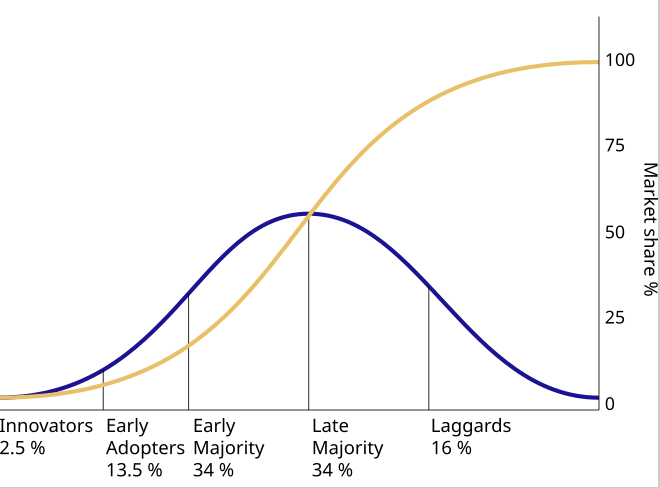 100
75
50
25
0
Market share %
Innovators
2.5 %
Early
Adopters
13.5 %
Early
Majority
34 %
Late
Majority
34 %
Laggards
16 %